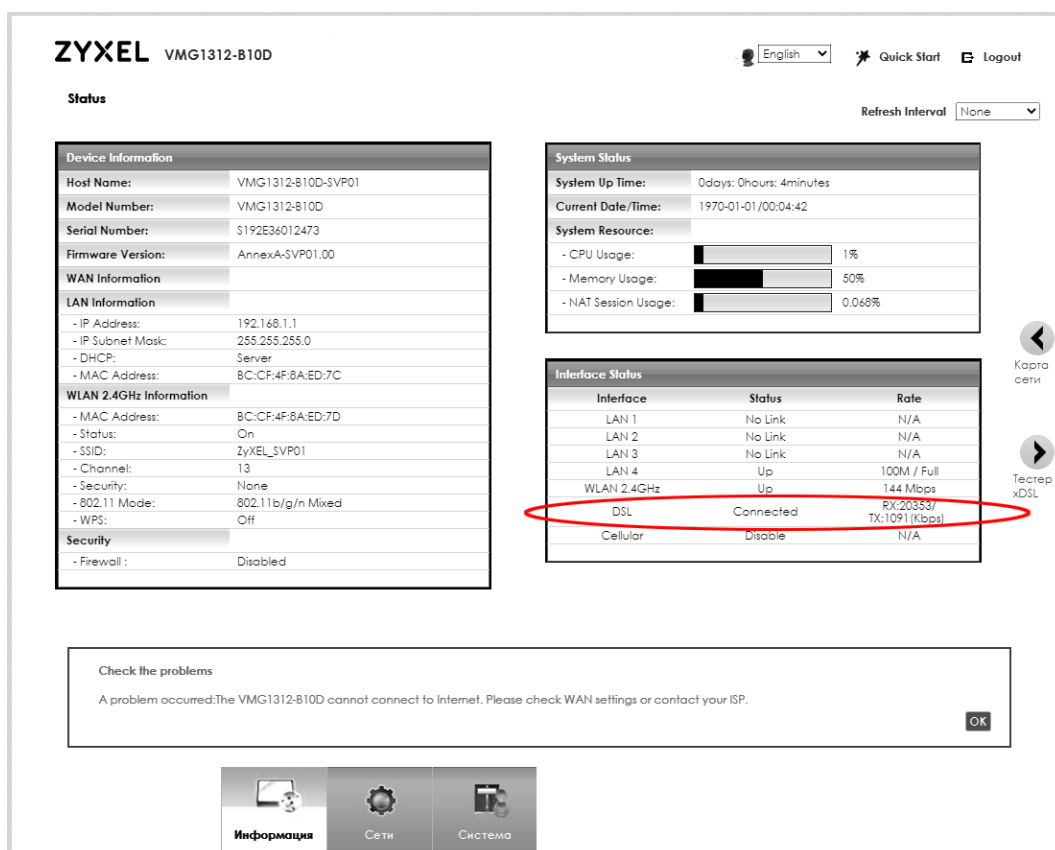 ZYXEL VMG1312-B10D
English
Quick Start
Logout
Status
Refresh Interval None
Device Information
Host Name: VMG1312-B10D-SVP01
Model Number: VMG1312-B10D
Serial Number: S192E36012473
Firmware Version: AnnexA-SVP01.00
WAN Information
LAN Information
- IP Address: 192.168.1.1
- IP Subnet Mask: 255.255.255.0
- DHCP: Server
- MAC Address: BC:CF:4F:8A:ED:7C
WLAN 2.4GHz Information
- MAC Address: BC:CF:4F:8A:ED:7D
- Status: On
- SSID: ZyXEL_SVP01
- Channel: 13
- Security: None
- 802.11 Mode: 802.11b/g/n Mixed
- WPS: Off
Security
- Firewall : Disabled
System Status
System Up Time: 0days: 0hours: 4minutes
Current Date/Time: 1970-01-01/00:04:42
System Resource:
- CPU Usage: 1%
- Memory Usage: 50%
- NAT Session Usage: 0.068%
Interface Status
Interface Status Rate
LAN 1 No Link N/A
LAN 2 No Link N/A
LAN 3 No Link N/A
LAN 4 Up 100M / Full
WLAN 2.4GHz Up 144 Mbps
DSL Connected RX:20353/
TX:1091(Kbps)
Cellular Disable N/A
Карта
сети
Тестер
xDSL
Check the problems
A problem occurred:The VMG1312-B10D cannot connect to Internet. Please check WAN settings or contact your ISP.
OK
Информация
Сети
Система